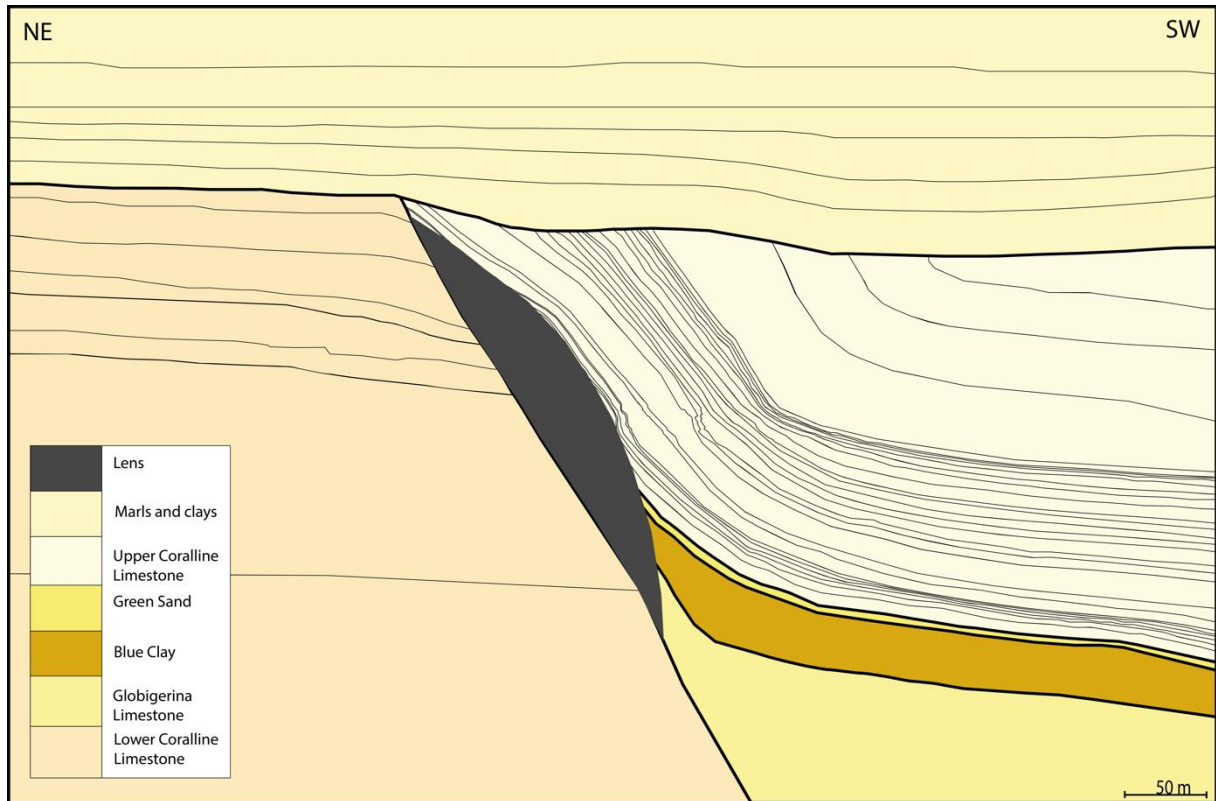 NE
SW
Lens
Marls and clays
Upper Coralline
Limestone
Green Sand
Blue Clay
Globigerina
Limestone
Lower Coralline
Limestone
50 m